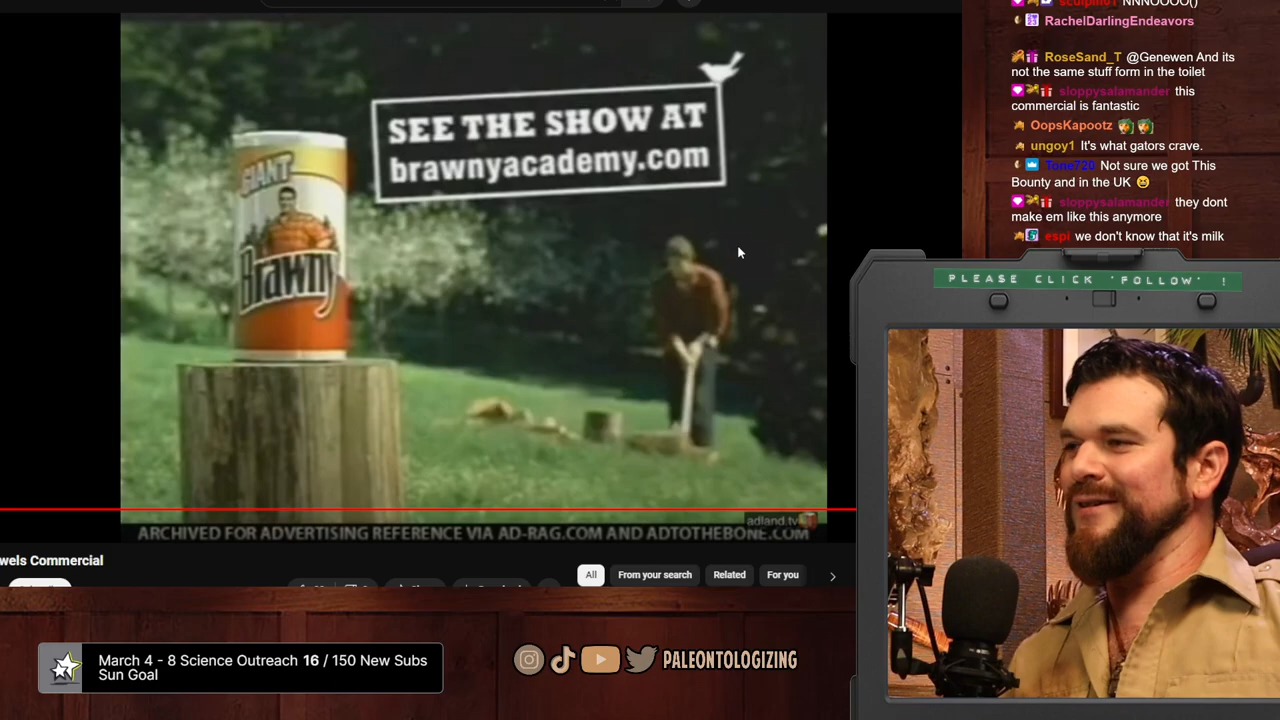 SEE THE SHOW AT
brawnyacademy.com
GIANT
Brawny
adland.tv
ARCHIVED FOR ADVERTISING REFERENCE VIA AD-RAG.COM AND ADTOTHEBONE.COM
wels Commercial
All
From your search
Related
For you
March 4 - 8 Science Outreach 16 / 150 New Subs
Sun Goal
PALEONTOLOGIZING
sculpin01 NNNOOOO()
RachelDarlingEndeavors
RoseSand_T @Genewen And its
not the same stuff form in the toilet
sloppysalamander this
commercial is fantastic
OopsKapootz
ungoy1 It's what gators crave.
Tone720 Not sure we got This
Bounty and in the UK
sloppysalamander they dont
make em like this anymore
espi we don't know that it's milk
PLEASE CLICK "FOLLOW" !